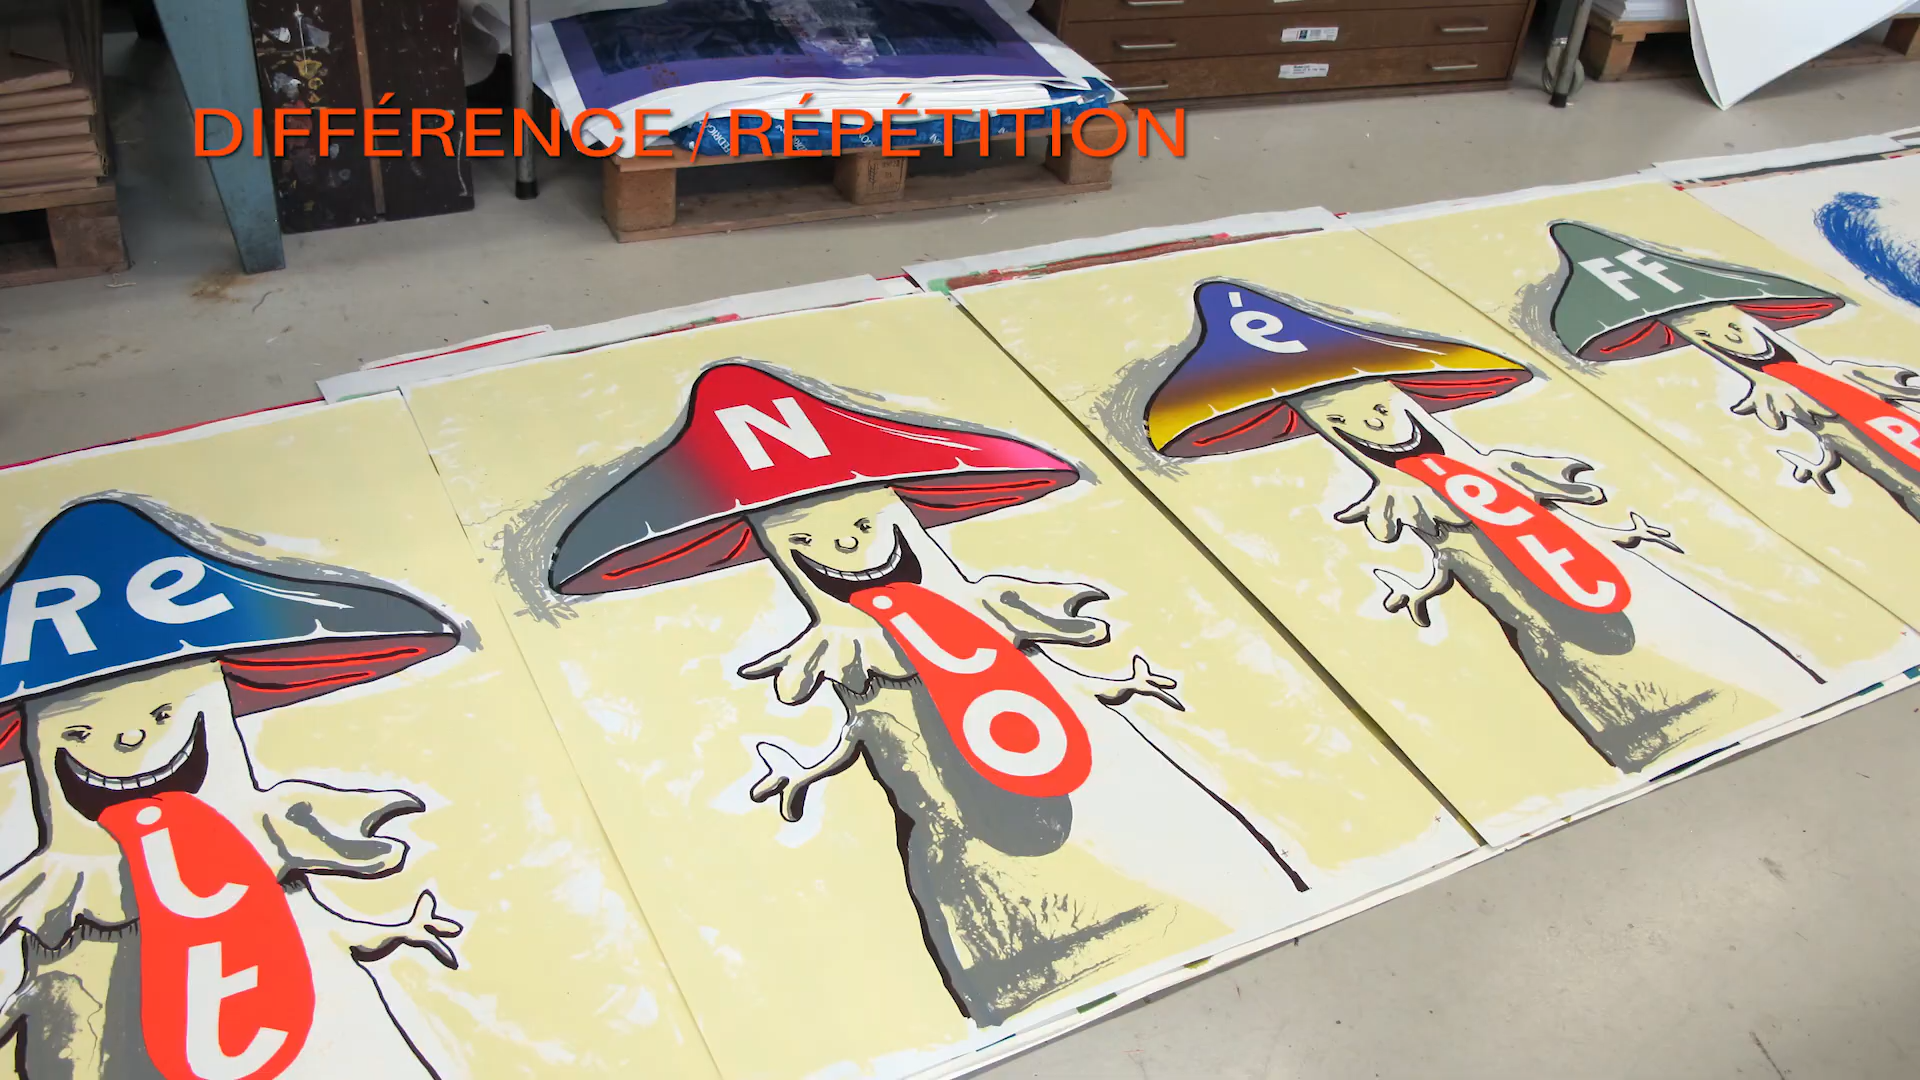 DIFFÉRENCE / RÉPÉTITION
Re
it
N
io
é
ét
FF
P